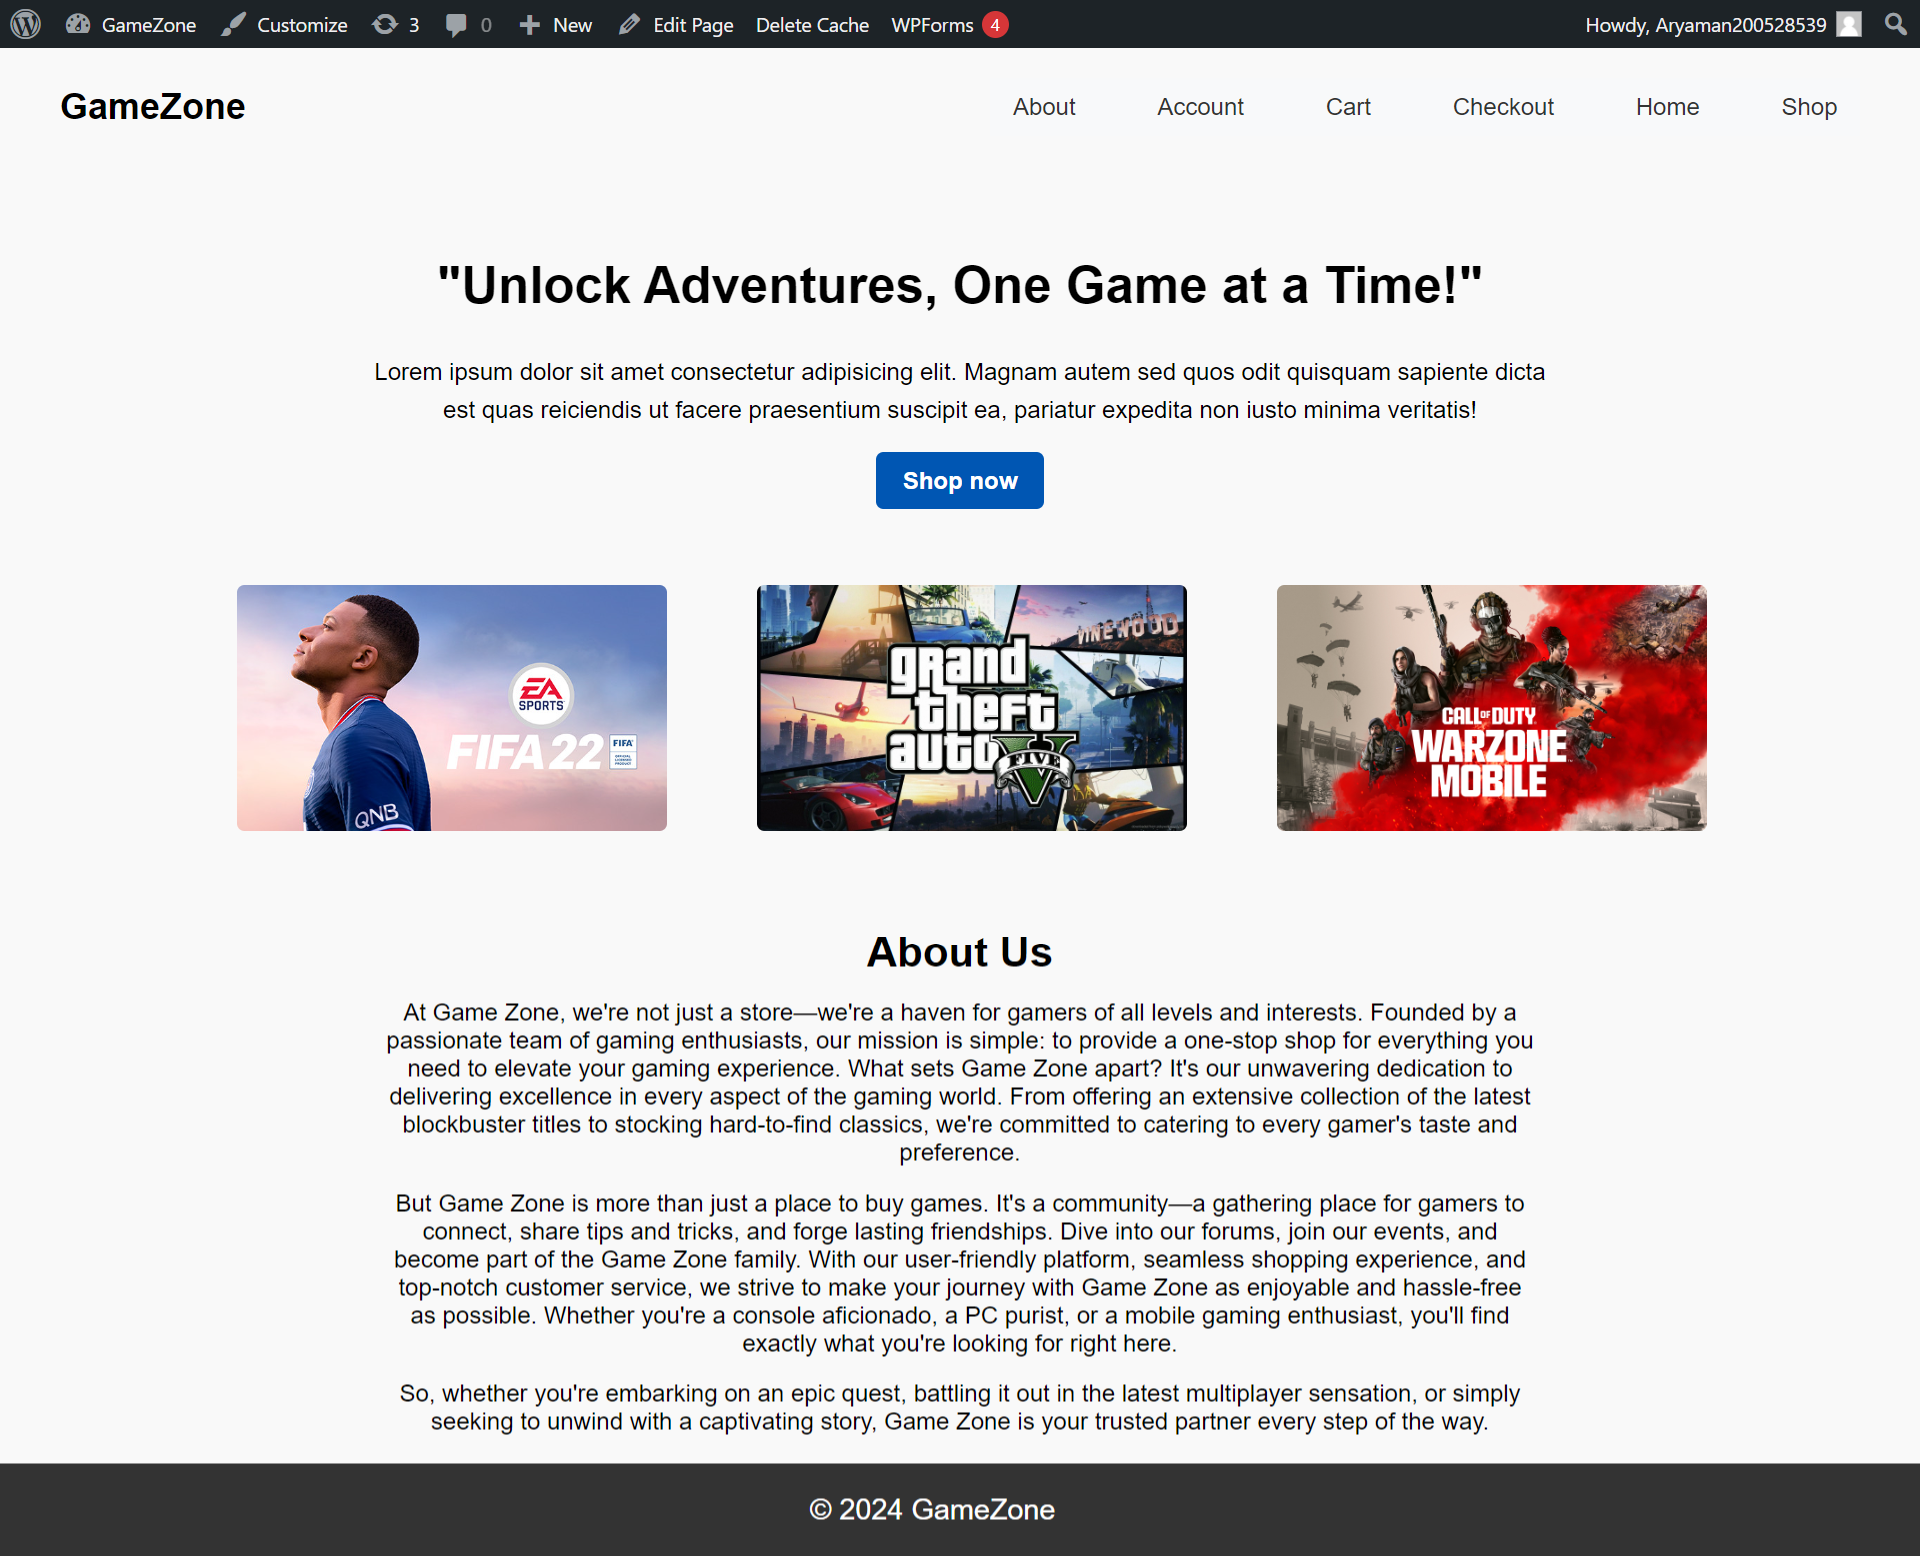 GameZone Customize 3 0 New Edit Page Delete Cache WPForms 4 Howdy, Aryaman200528539
GameZone About Account Cart Checkout Home Shop
"Unlock Adventures, One Game at a Time!"
Lorem ipsum dolor sit amet consectetur adipisicing elit. Magnam autem sed quos odit quisquam sapiente dicta
est quas reiciendis ut facere praesentium suscipit ea, pariatur expedita non iusto minima veritatis!
Shop now
EA
SPORTS
FIFA 22
FIFA
OFFICIAL
LICENSED
PRODUCT
QNB
VINEWOOD
grand
theft
auto V
FIVE
CALL OF DUTY
WARZONE
MOBILE
About Us
At Game Zone, we're not just a store—we're a haven for gamers of all levels and interests. Founded by a
passionate team of gaming enthusiasts, our mission is simple: to provide a one-stop shop for everything you
need to elevate your gaming experience. What sets Game Zone apart? It's our unwavering dedication to
delivering excellence in every aspect of the gaming world. From offering an extensive collection of the latest
blockbuster titles to stocking hard-to-find classics, we're committed to catering to every gamer's taste and
preference.
But Game Zone is more than just a place to buy games. It's a community—a gathering place for gamers to
connect, share tips and tricks, and forge lasting friendships. Dive into our forums, join our events, and
become part of the Game Zone family. With our user-friendly platform, seamless shopping experience, and
top-notch customer service, we strive to make your journey with Game Zone as enjoyable and hassle-free
as possible. Whether you're a console aficionado, a PC purist, or a mobile gaming enthusiast, you'll find
exactly what you're looking for right here.
So, whether you're embarking on an epic quest, battling it out in the latest multiplayer sensation, or simply
seeking to unwind with a captivating story, Game Zone is your trusted partner every step of the way.
© 2024 GameZone